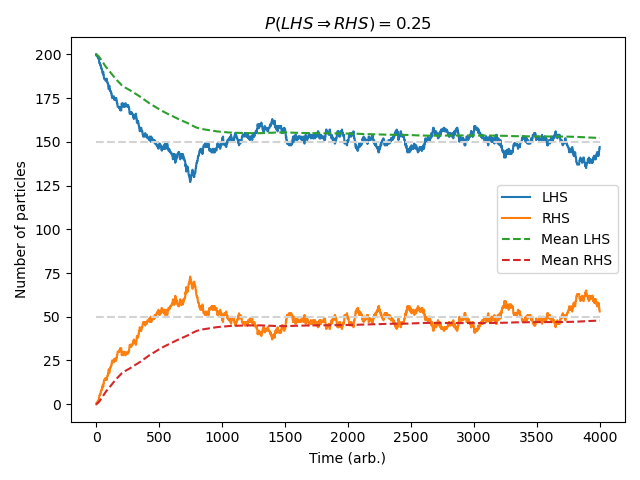 P(LHS ⇒ RHS) = 0.25
Number of particles
200
175
150
125
100
75
50
25
0
LHS
RHS
Mean LHS
Mean RHS
0 500 1000 1500 2000 2500 3000 3500 4000
Time (arb.)